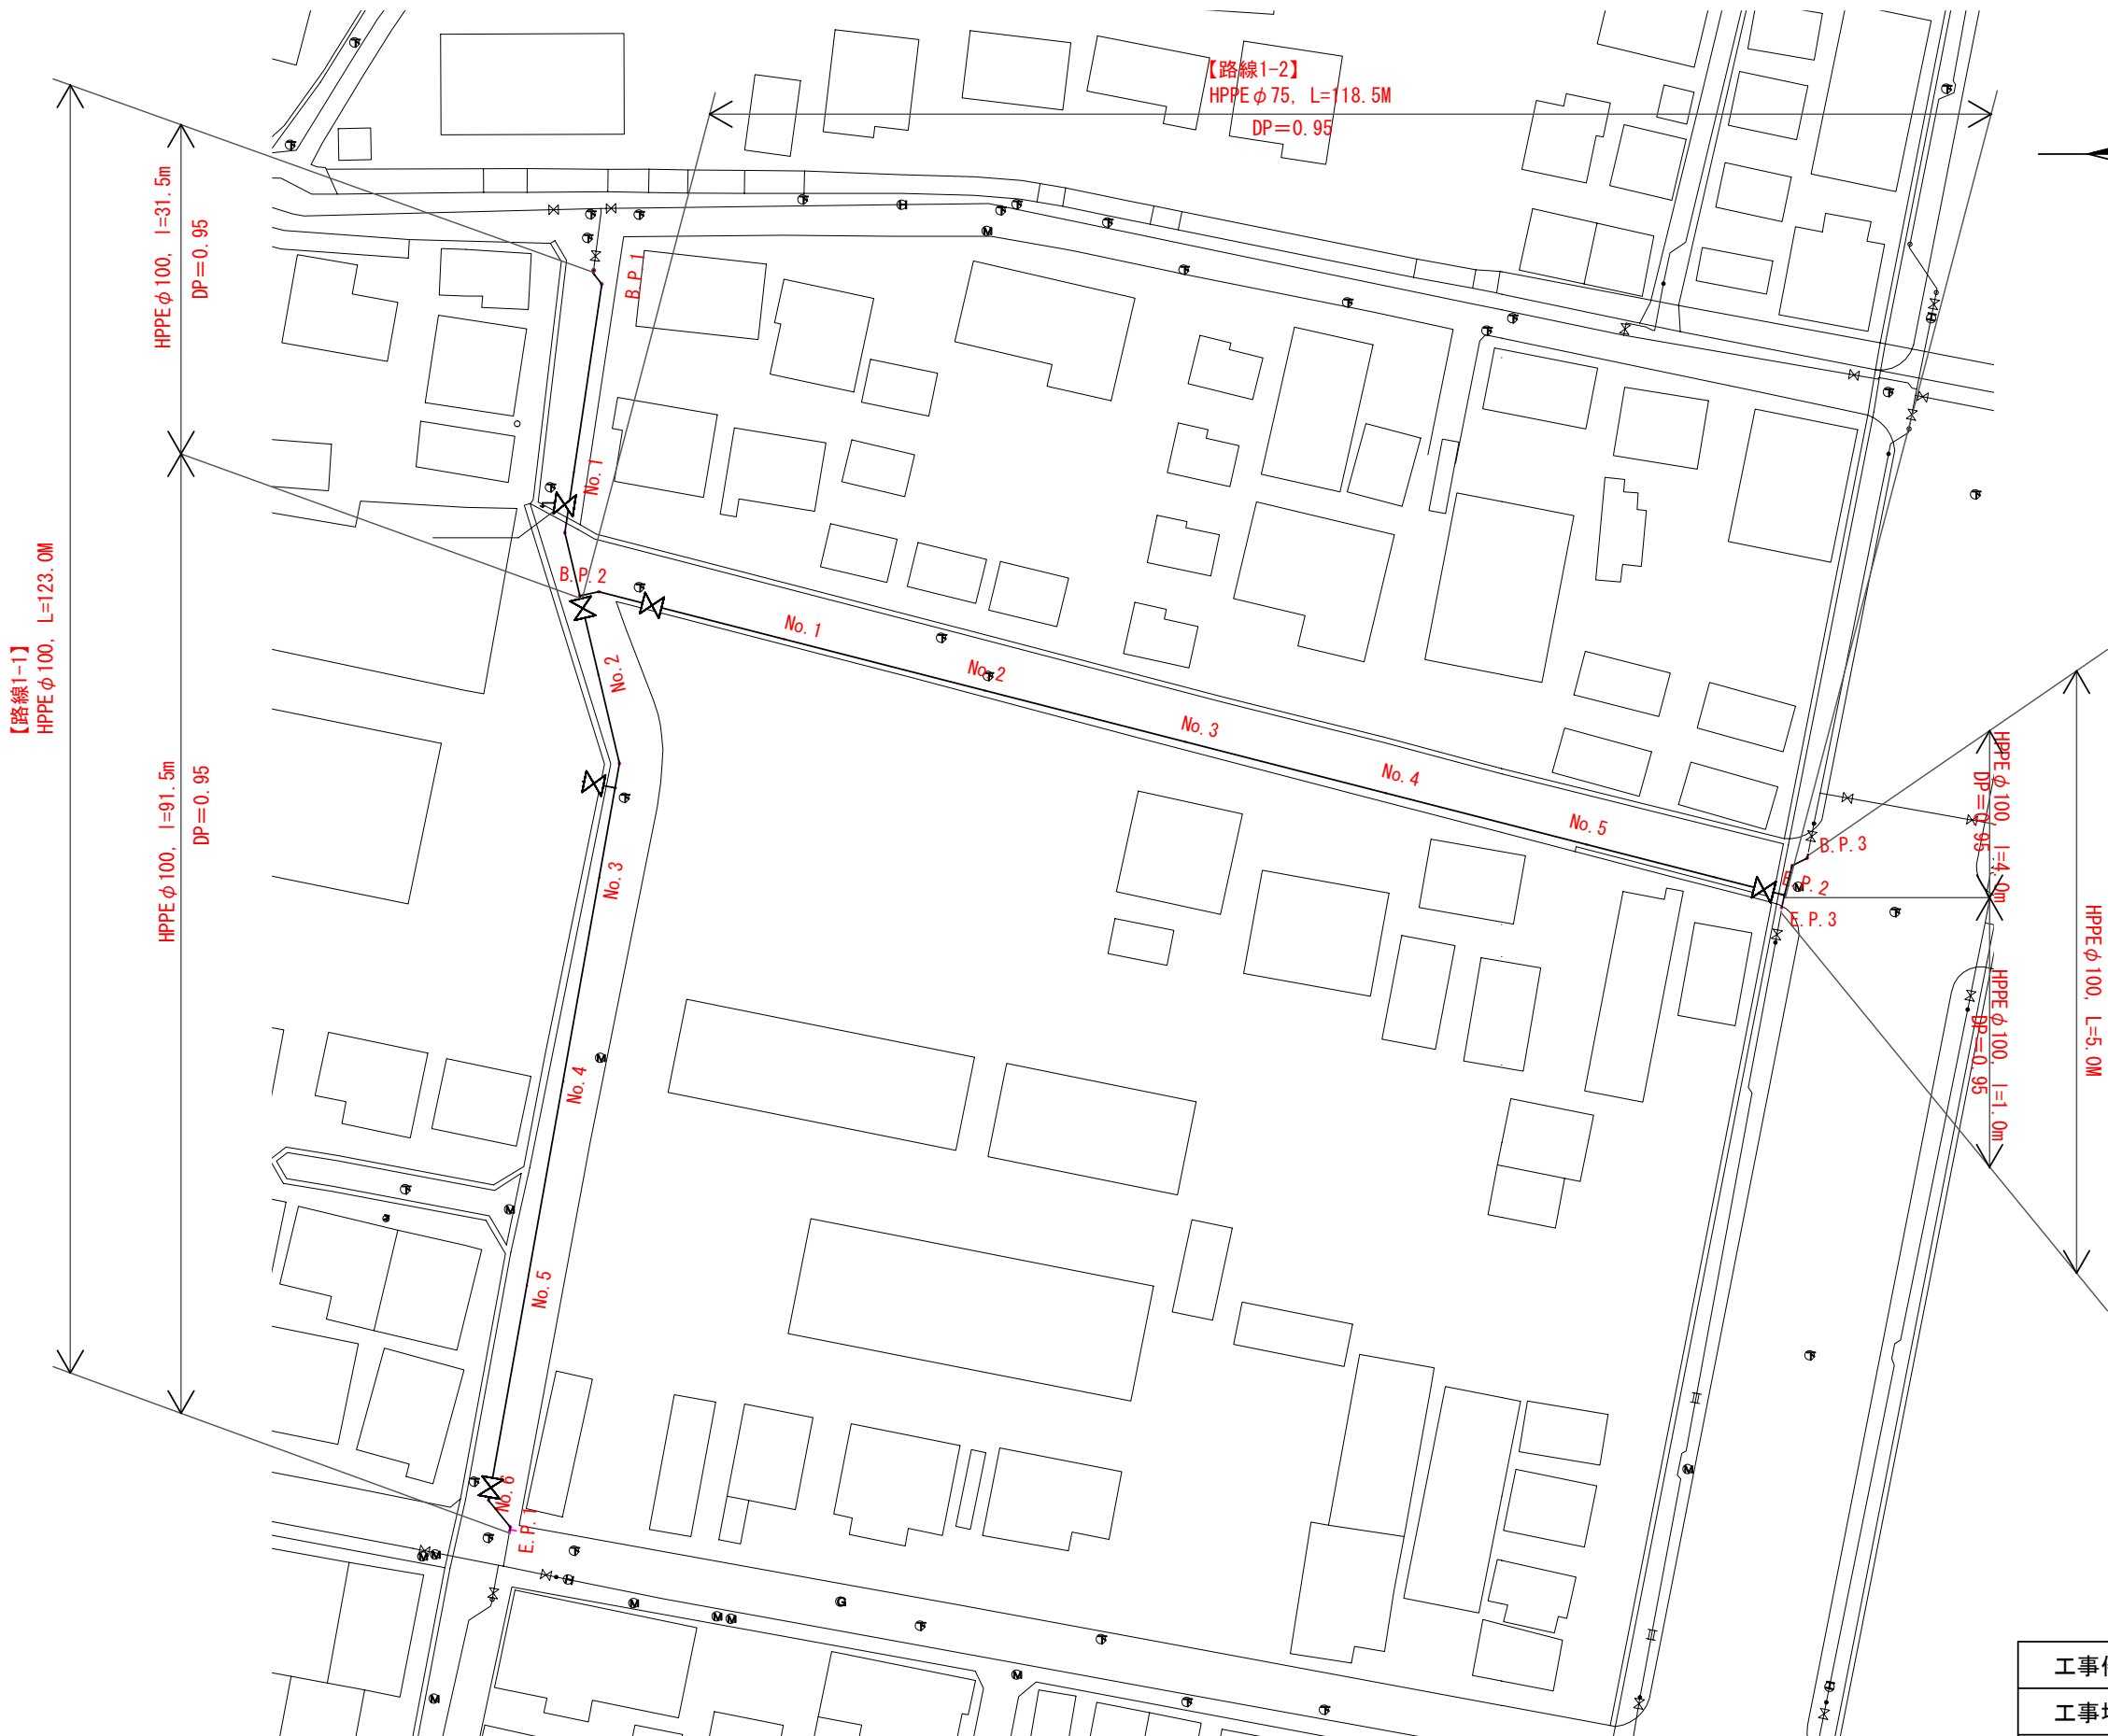 【路線1-2】
HPPEφ75, L=118.5M
DP=0.95
HPPEφ100, l=31.5m
DP=0.95
B.P.1
No.1
【路線1-1】
HPPEφ100, L=123.0M
B.P.2
No.1
No.2
No.2
No.3
No.4
No.5
HPPEφ100, l=91.5m
DP=0.95
No.3
No.4
No.5
No.6
E.P.1
B.P.3
E.P.2
E.P.3
HPPEφ100, l=4.0m
DP=0.95
HPPEφ100, l=1.0m
DP=0.95
HPPEφ100, L=5.0M
工事
工事